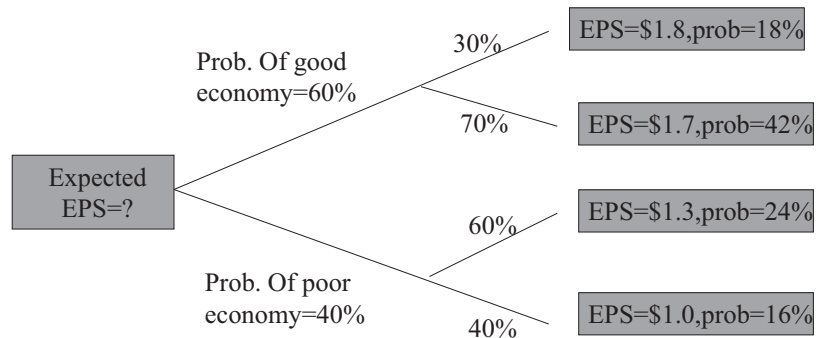 30%
EPS=$1.8,prob=18%
Prob. Of good
economy=60%
70%
EPS=$1.7,prob=42%
Expected
EPS=?
60%
EPS=$1.3,prob=24%
Prob. Of poor
economy=40%
40%
EPS=$1.0,prob=16%